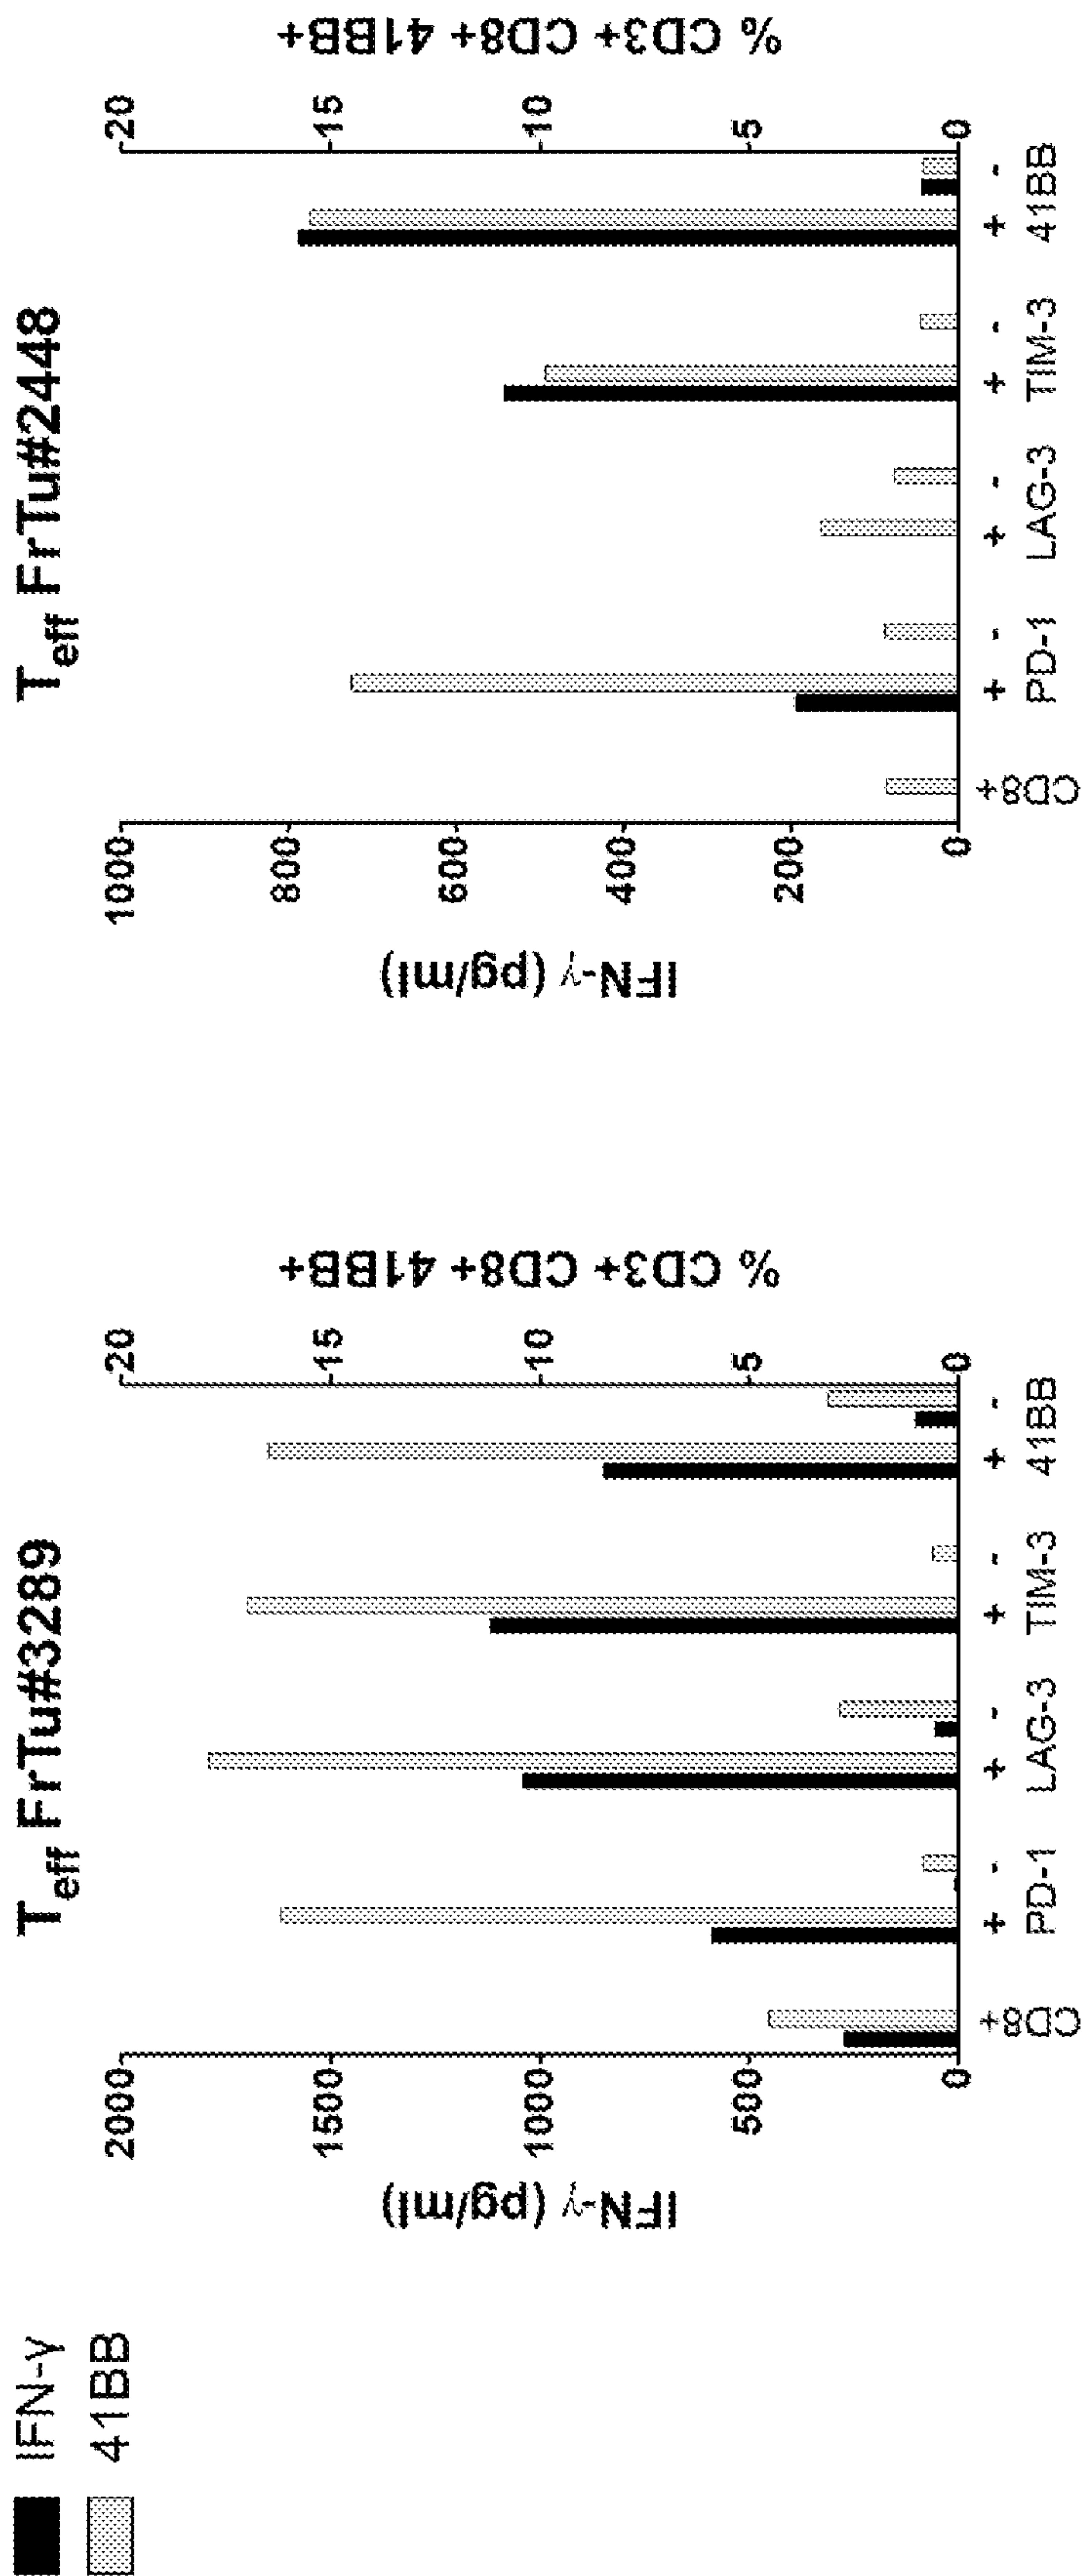 IFN-γ
41BB
Teff FrTu#3289
IFN-γ (pg/ml)
2000
1500
1000
500
0
% CD3+ CD8+ 41BB+
20
15
10
5
0
CD8+
+ - + - + - + -
PD-1 LAG-3 TIM-3 41BB
Teff FrTu#2448
IFN-γ (pg/ml)
1000
800
600
400
200
0
% CD3+ CD8+ 41BB+
20
15
10
5
0
CD8+
+ - + - + - + -
PD-1 LAG-3 TIM-3 41BB